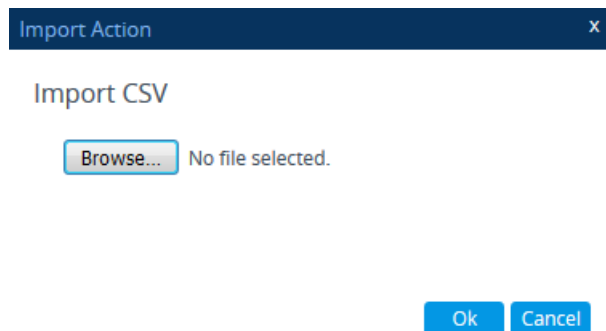 Import Action x
Import CSV
Browse... No file selected.
Ok Cancel